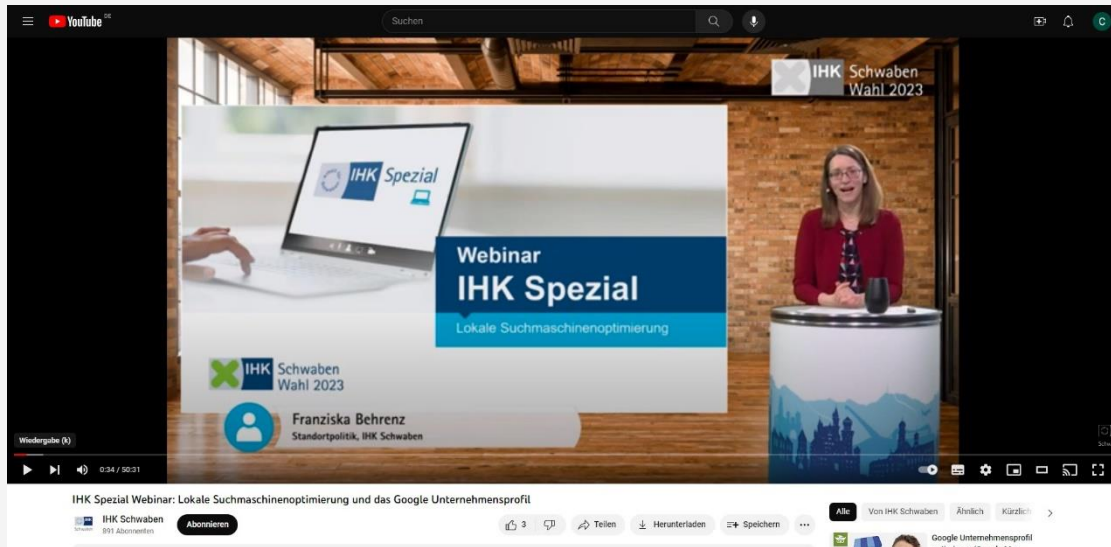 YouTube DE
Suchen
C
IHK Schwaben
Wahl 2023
IHK Spezial
Webinar
IHK Spezial
Lokale Suchmaschinenoptimierung
IHK Schwaben
Wahl 2023
Franziska Behrenz
Standortpolitik, IHK Schwaben
Wiedergabe (k)
0:34 / 50:31
IHK Spezial Webinar: Lokale Suchmaschinenoptimierung und das Google Unternehmensprofil
IHK Schwaben
891 Abonnenten
Abonnieren
3
Teilen
Herunterladen
Speichern
Alle
Von IHK Schwaben
Ähnlich
Kürzlich
Google Unternehmensprofil